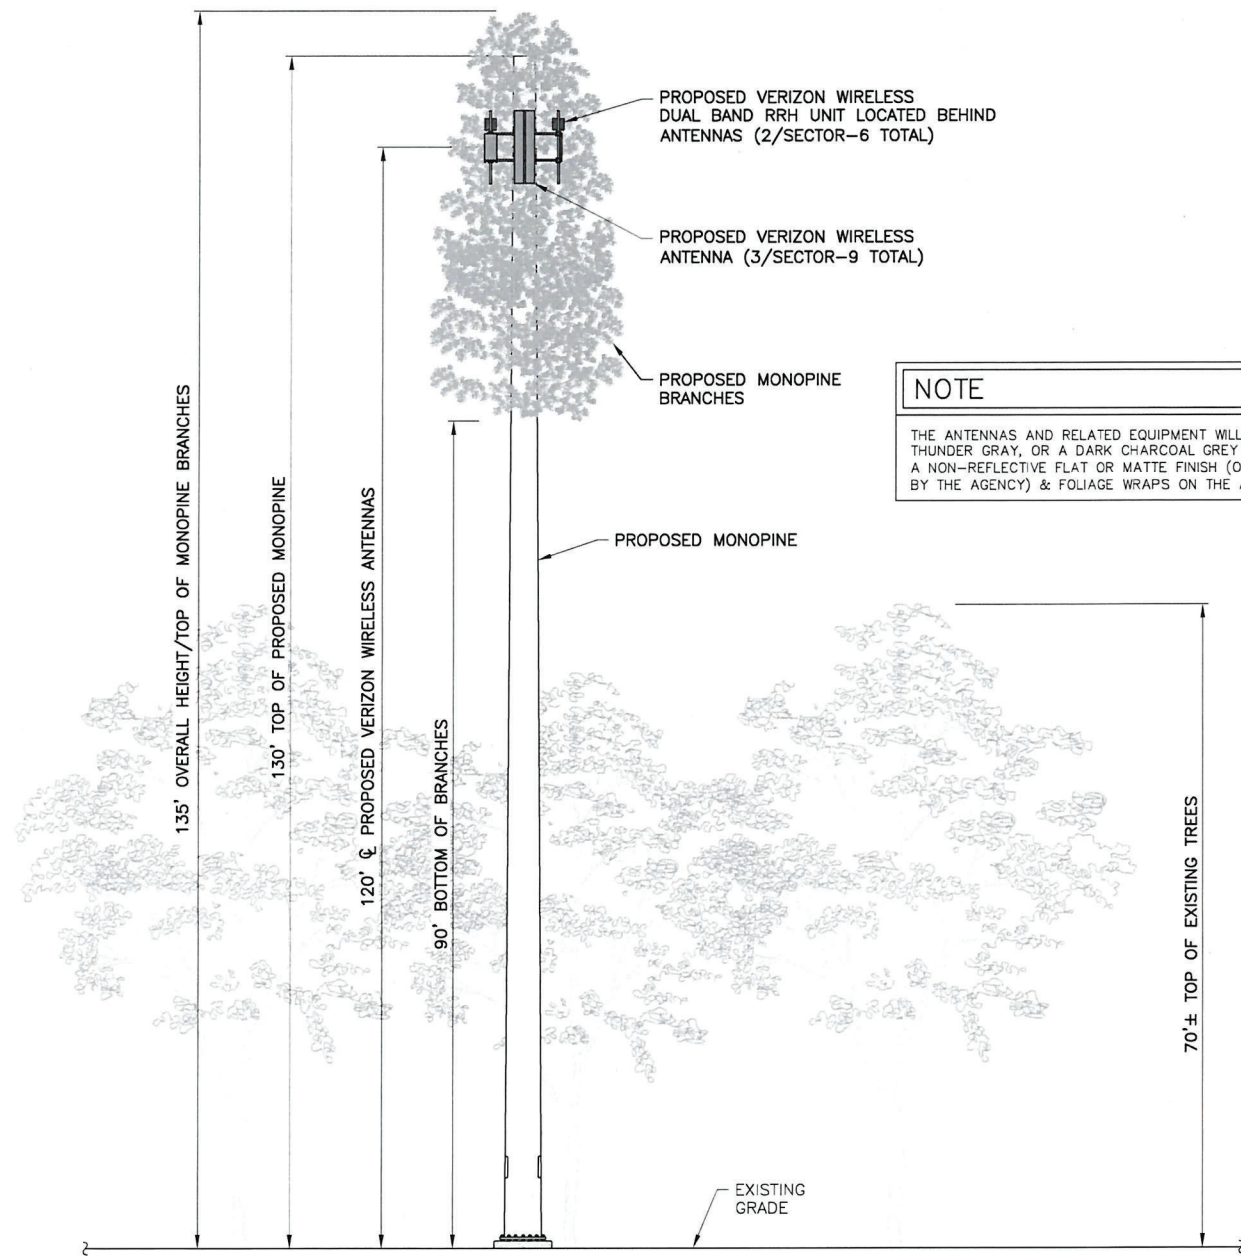 PROPOSED VERIZON WIRELESS
DUAL BAND RRH UNIT LOCATED BEHIND
ANTENNAS (2/SECTOR-6 TOTAL)
PROPOSED VERIZON WIRELESS
ANTENNA (3/SECTOR-9 TOTAL)
PROPOSED MONOPINE
BRANCHES
NOTE
THE ANTENNAS AND RELATED EQUIPMENT WILL
THUNDER GRAY, OR A DARK CHARCOAL GREY
A NON-REFLECTIVE FLAT OR MATTE FINISH (O
BY THE AGENCY) & FOLIAGE WRAPS ON THE
PROPOSED MONOPINE
135' OVERALL HEIGHT/TOP OF MONOPINE BRANCHES
130' TOP OF PROPOSED MONOPINE
120' ℄ PROPOSED VERIZON WIRELESS ANTENNAS
90' BOTTOM OF BRANCHES
70'± TOP OF EXISTING TREES
EXISTING
GRADE